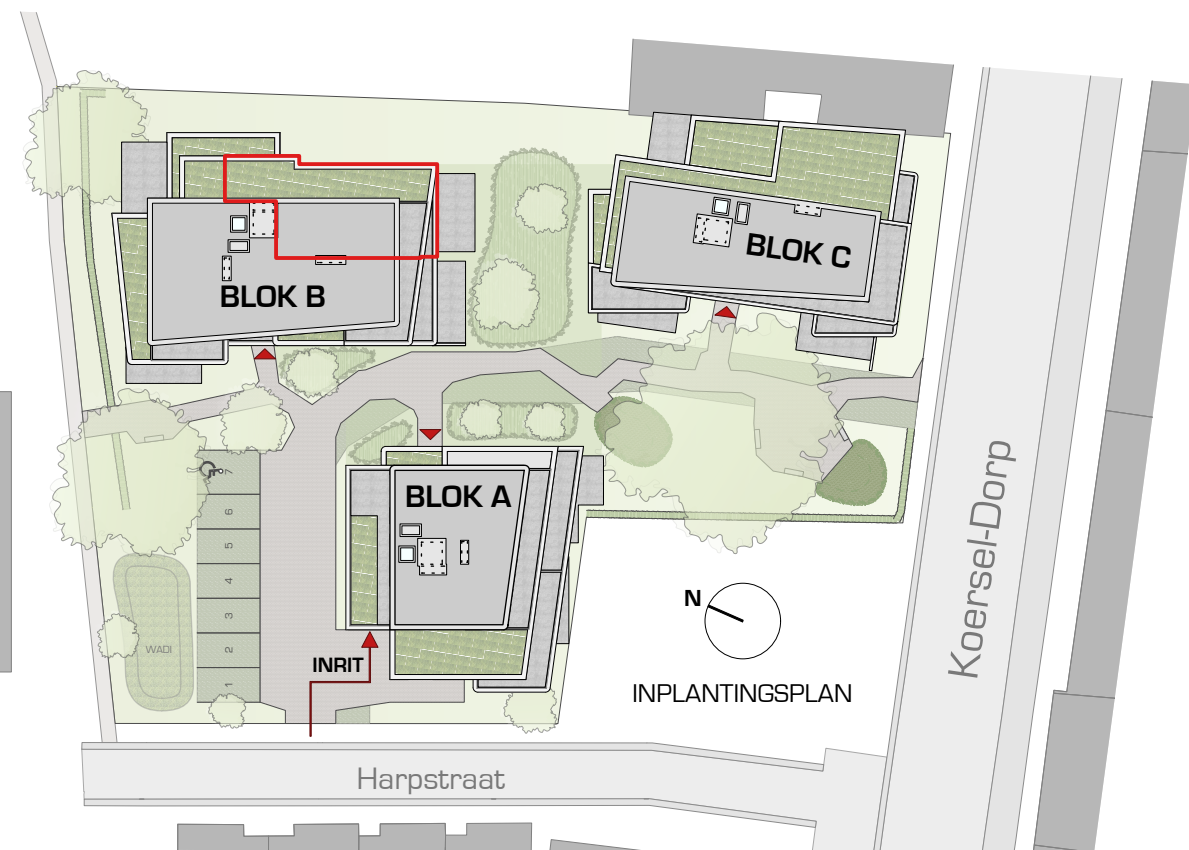 BLOK B
BLOK C
BLOK A
7
6
5
4
3
2
1
WADI
INRIT
N
INPLANTINGSPLAN
Koersel-Dorp
Harpstraat